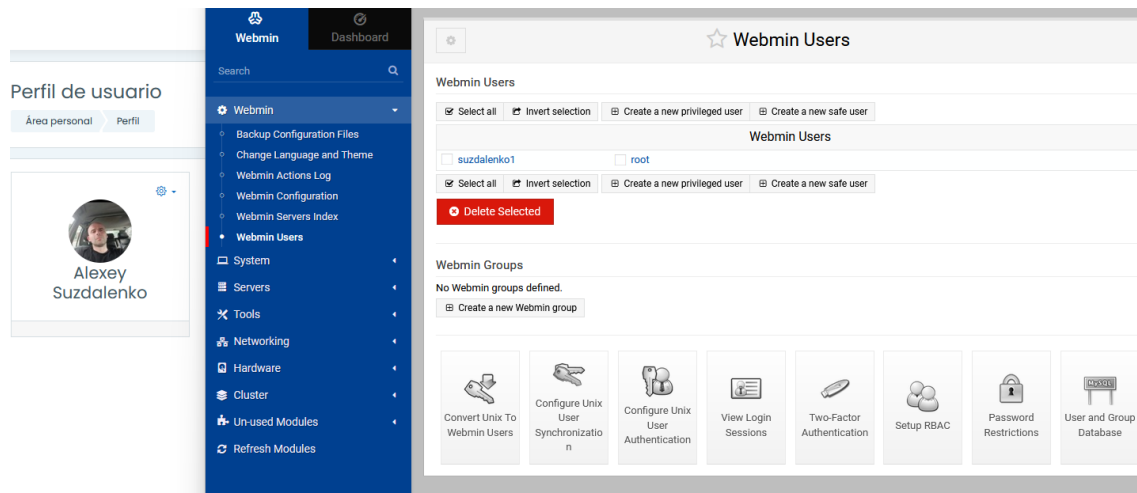 Perfil de usuario
Área personal
Perfil
Alexey
Suzdalenko
Webmin
Dashboard
Search
Webmin
Backup Configuration Files
Change Language and Theme
Webmin Actions Log
Webmin Configuration
Webmin Servers Index
Webmin Users
System
Servers
Tools
Networking
Hardware
Cluster
Un-used Modules
Refresh Modules
Webmin Users
Webmin Users
Select all Invert selection Create a new privileged user Create a new safe user
Webmin Users
suzdalenko1 root
Select all Invert selection Create a new privileged user Create a new safe user
Delete Selected
Webmin Groups
No Webmin groups defined.
Create a new Webmin group
Convert Unix To
Webmin Users
Configure Unix
User
Synchronizatio
n
Configure Unix
User
Authentication
View Login
Sessions
Two-Factor
Authentication
Setup RBAC
Password
Restrictions
MySQL
User and Group
Database